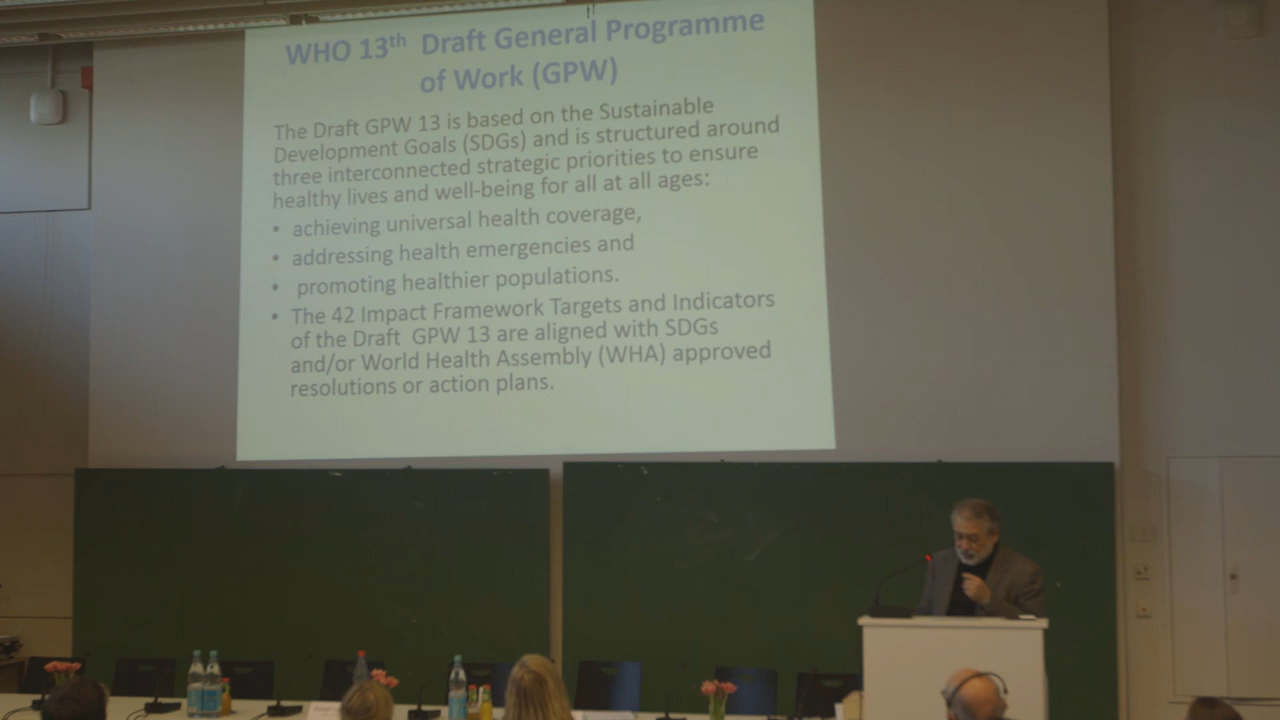 WHO 13th Draft General Programme
of Work (GPW)
The Draft GPW 13 is based on the Sustainable
Development Goals (SDGs) and is structured around
three interconnected strategic priorities to ensure
healthy lives and well-being for all at all ages:
• achieving universal health coverage,
• addressing health emergencies and
• promoting healthier populations.
• The 42 Impact Framework Targets and Indicators
of the Draft GPW 13 are aligned with SDGs
and/or World Health Assembly (WHA) approved
resolutions or action plans.